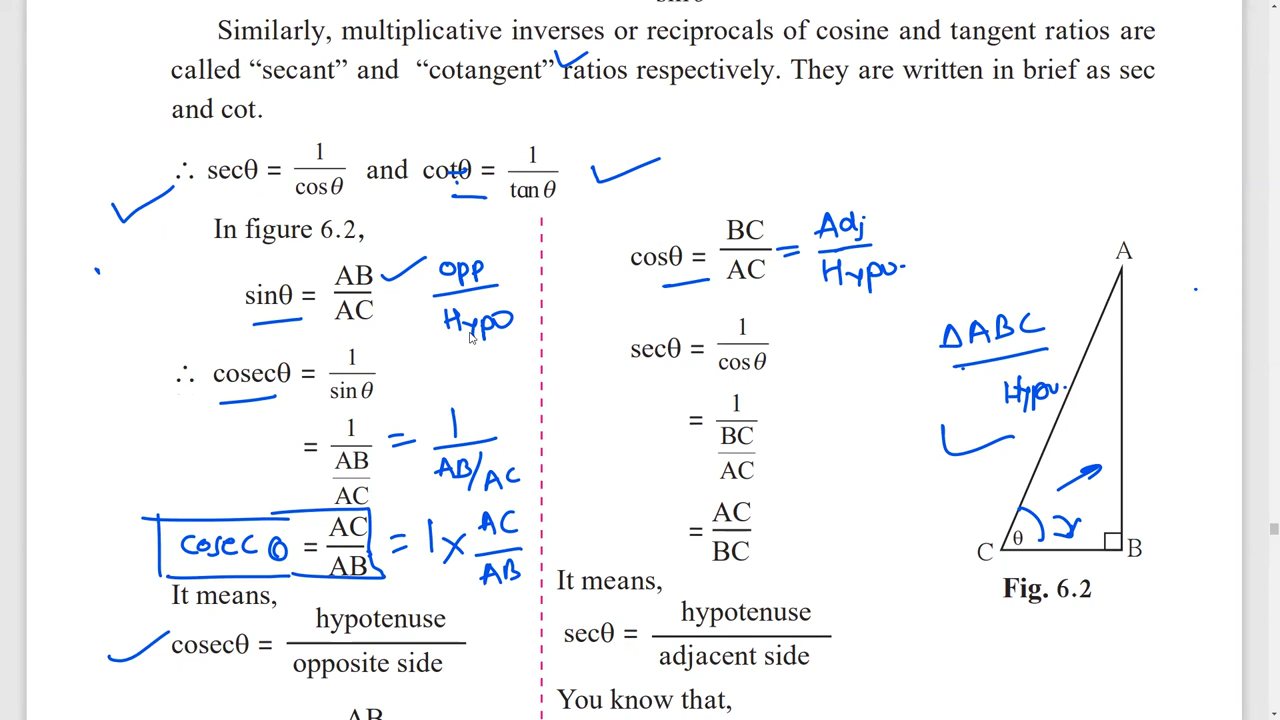 Similarly, multiplicative inverses or reciprocals of cosine and tangent ratios are
called “secant” and “cotangent” ratios respectively. They are written in brief as sec
and cot.
∴ secθ = 1/cosθ and cotθ = 1/tanθ
In figure 6.2,
sinθ = AB/AC
opp
Hypo
∴ cosecθ = 1/sinθ
= 1/(AB/AC) = 1/(AB/AC)
cosec θ = AC/AB = 1 x AC/AB
It means,
cosecθ = hypotenuse/opposite side
AB
cosθ = BC/AC = Adj/Hypo.
secθ = 1/cosθ
= 1/(BC/AC)
= AC/BC
It means,
secθ = hypotenuse/adjacent side
You know that,
A
ΔABC
Hypo.
C θ B
Fig. 6.2